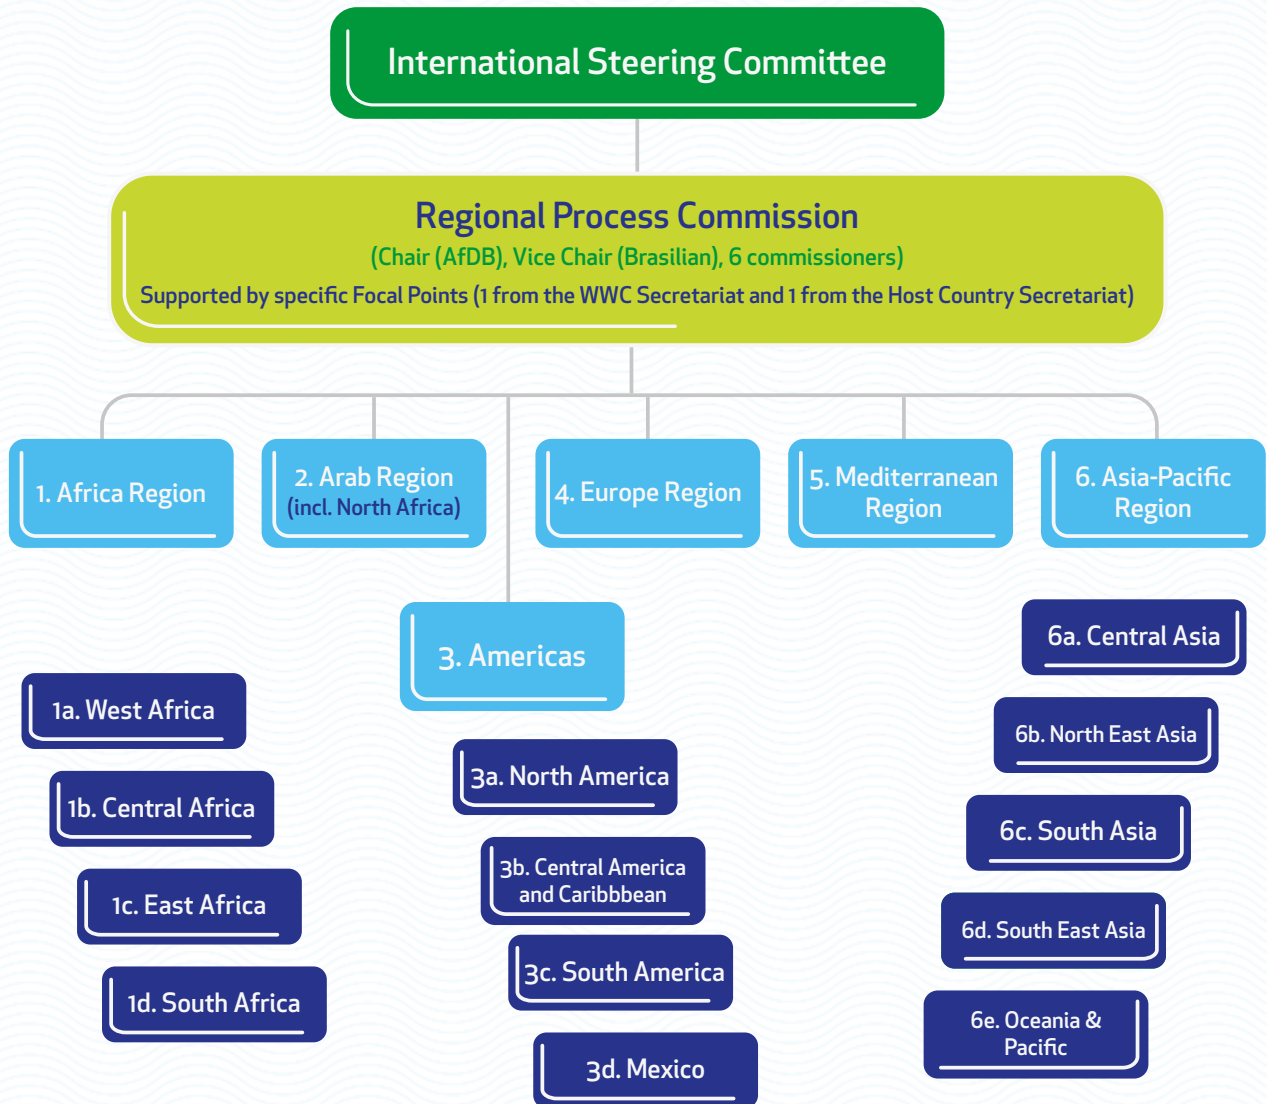 International Steering Committee
Regional Process Commission
(Chair (AfDB), Vice Chair (Brasilian), 6 commissioners)
Supported by specific Focal Points (1 from the WWC Secretariat and 1 from the Host Country Secretariat)
1. Africa Region
2. Arab Region
(incl. North Africa)
4. Europe Region
5. Mediterranean
Region
6. Asia-Pacific
Region
3. Americas
1a. West Africa
1b. Central Africa
1c. East Africa
1d. South Africa
3a. North America
3b. Central America
and Caribbbean
3c. South America
3d. Mexico
6a. Central Asia
6b. North East Asia
6c. South Asia
6d. South East Asia
6e. Oceania &
Pacific